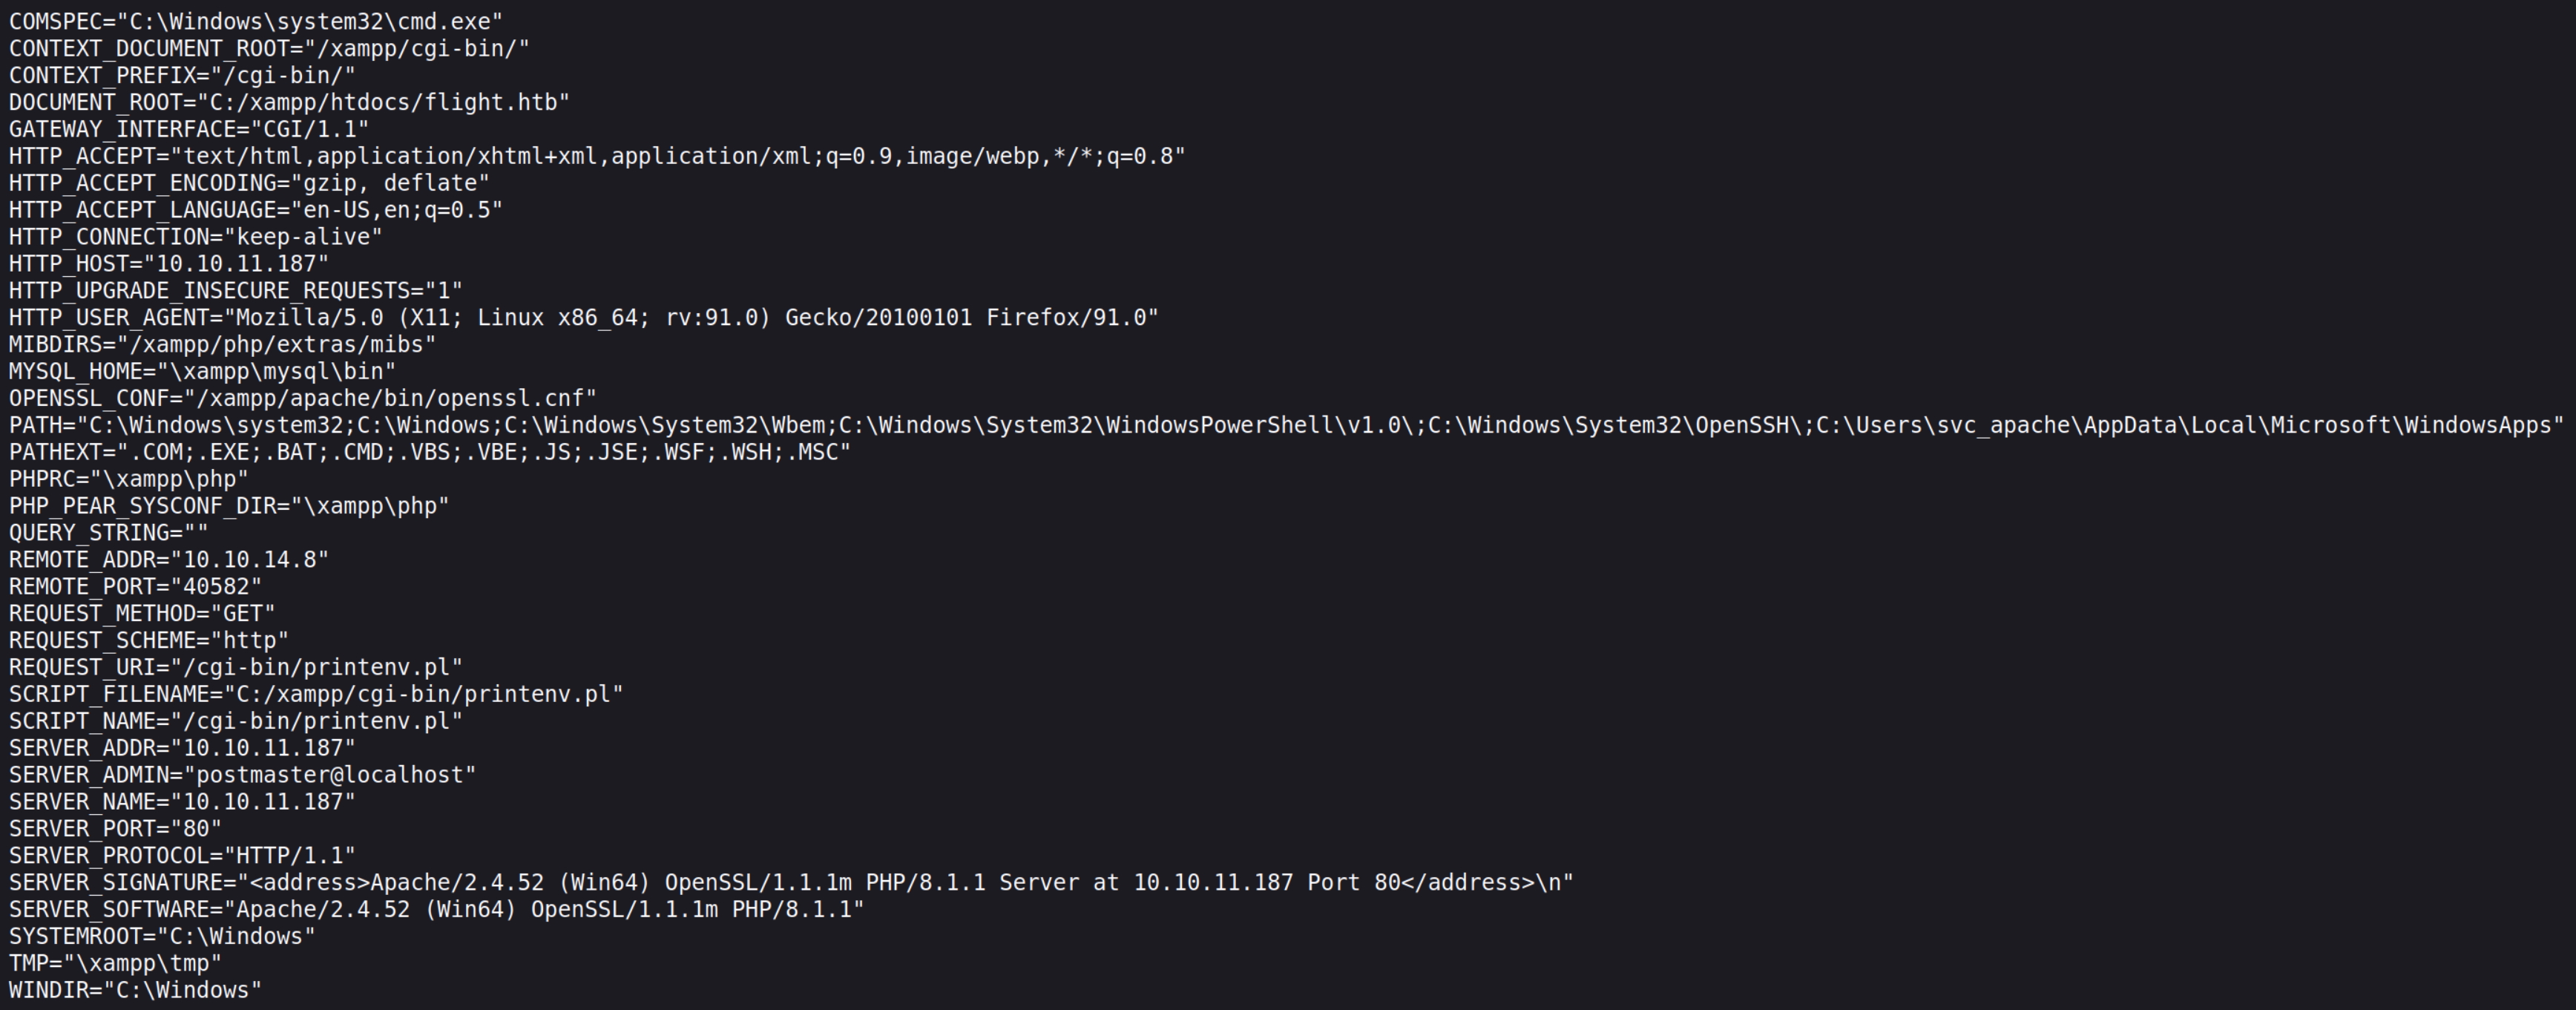 COMSPEC="C:\Windows\system32\cmd.exe"
CONTEXT_DOCUMENT_ROOT="/xampp/cgi-bin/"
CONTEXT_PREFIX="/cgi-bin/"
DOCUMENT_ROOT="C:/xampp/htdocs/flight.htb"
GATEWAY_INTERFACE="CGI/1.1"
HTTP_ACCEPT="text/html,application/xhtml+xml,application/xml;q=0.9,image/webp,*/*;q=0.8"
HTTP_ACCEPT_ENCODING="gzip, deflate"
HTTP_ACCEPT_LANGUAGE="en-US,en;q=0.5"
HTTP_CONNECTION="keep-alive"
HTTP_HOST="10.10.11.187"
HTTP_UPGRADE_INSECURE_REQUESTS="1"
HTTP_USER_AGENT="Mozilla/5.0 (X11; Linux x86_64; rv:91.0) Gecko/20100101 Firefox/91.0"
MIBDIRS="/xampp/php/extras/mibs"
MYSQL_HOME="\xampp\mysql\bin"
OPENSSL_CONF="/xampp/apache/bin/openssl.cnf"
PATH="C:\Windows\system32;C:\Windows;C:\Windows\System32\Wbem;C:\Windows\System32\WindowsPowerShell\v1.0\;C:\Windows\System32\OpenSSH\;C:\Users\svc_apache\AppData\Local\Microsoft\WindowsApps"
PATHEXT=".COM;.EXE;.BAT;.CMD;.VBS;.VBE;.JS;.JSE;.WSF;.WSH;.MSC"
PHPRC="\xampp\php"
PHP_PEAR_SYSCONF_DIR="\xampp\php"
QUERY_STRING=""
REMOTE_ADDR="10.10.14.8"
REMOTE_PORT="40582"
REQUEST_METHOD="GET"
REQUEST_SCHEME="http"
REQUEST_URI="/cgi-bin/printenv.pl"
SCRIPT_FILENAME="C:/xampp/cgi-bin/printenv.pl"
SCRIPT_NAME="/cgi-bin/printenv.pl"
SERVER_ADDR="10.10.11.187"
SERVER_ADMIN="postmaster@localhost"
SERVER_NAME="10.10.11.187"
SERVER_PORT="80"
SERVER_PROTOCOL="HTTP/1.1"
SERVER_SIGNATURE="<address>Apache/2.4.52 (Win64) OpenSSL/1.1.1m PHP/8.1.1 Server at 10.10.11.187 Port 80</address>\n"
SERVER_SOFTWARE="Apache/2.4.52 (Win64) OpenSSL/1.1.1m PHP/8.1.1"
SYSTEMROOT="C:\Windows"
TMP="\xampp\tmp"
WINDIR="C:\Windows"